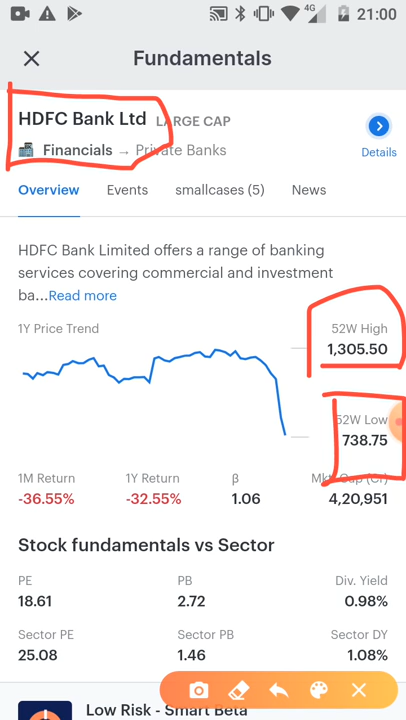 4G 21:00
Fundamentals
HDFC Bank Ltd LARGE CAP
Financials → Private Banks
Details
Overview Events smallcases (5) News
HDFC Bank Limited offers a range of banking
services covering commercial and investment
ba...Read more
1Y Price Trend
52W High
1,305.50
52W Low
738.75
1M Return 1Y Return β Mkt Cap (Cr)
-36.55% -32.55% 1.06 4,20,951
Stock fundamentals vs Sector
PE PB Div. Yield
18.61 2.72 0.98%
Sector PE Sector PB Sector DY
25.08 1.46 1.08%
Low Risk - Smart Beta